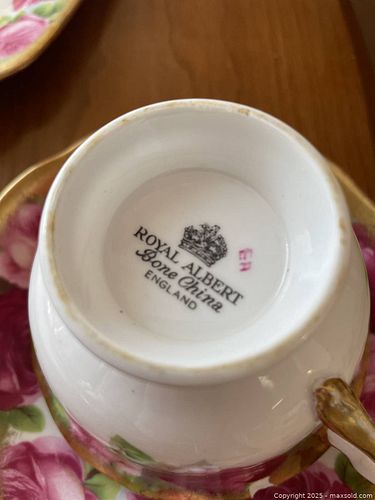 ROYAL ALBERT
Bone China
ENGLAND
Copyright 2025 - maxsold.com